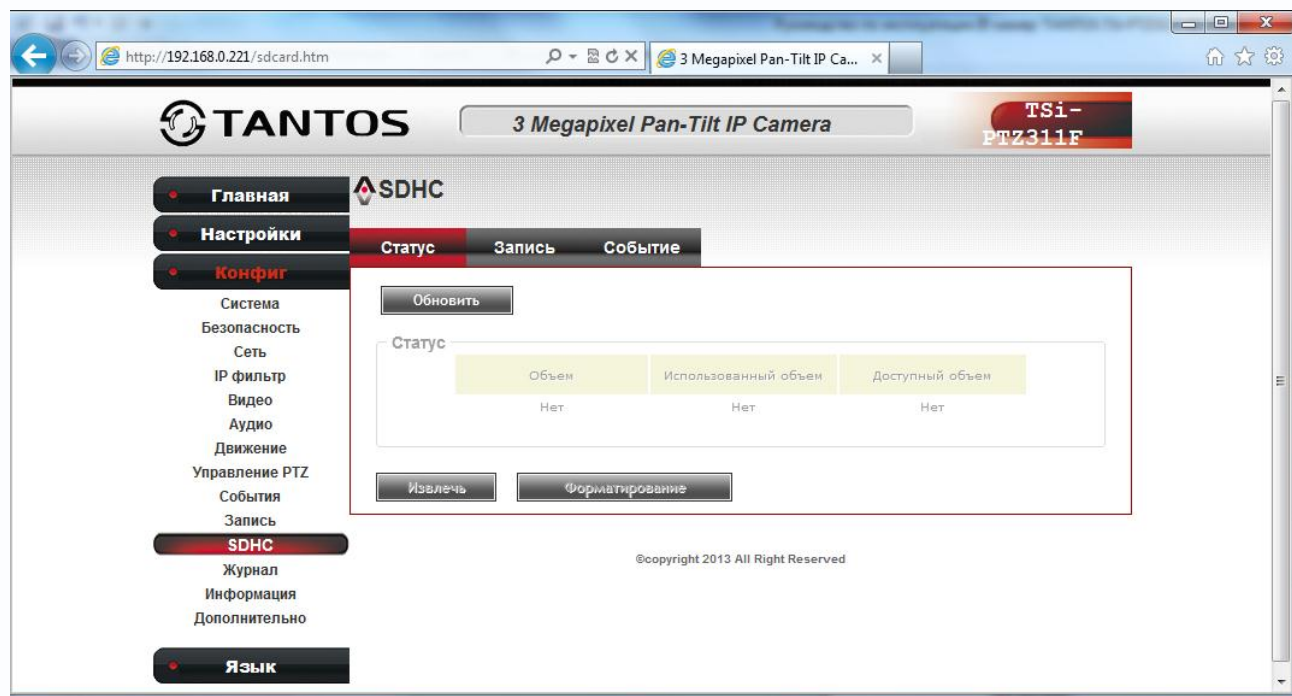 http://192.168.0.221/sdcard.htm
3 Megapixel Pan-Tilt IP Ca...
TANTOS
3 Megapixel Pan-Tilt IP Camera
TSi-
PTZ311F
Главная
Настройки
Конфиг
Система
Безопасность
Сеть
IP фильтр
Видео
Аудио
Движение
Управление PTZ
События
Запись
SDHC
Журнал
Информация
Дополнительно
Язык
SDHC
Статус Запись Событие
Обновить
Статус
Объем Использованный объем Доступный объем
Нет Нет Нет
Извлечь Форматирование
©copyright 2013 All Right Reserved